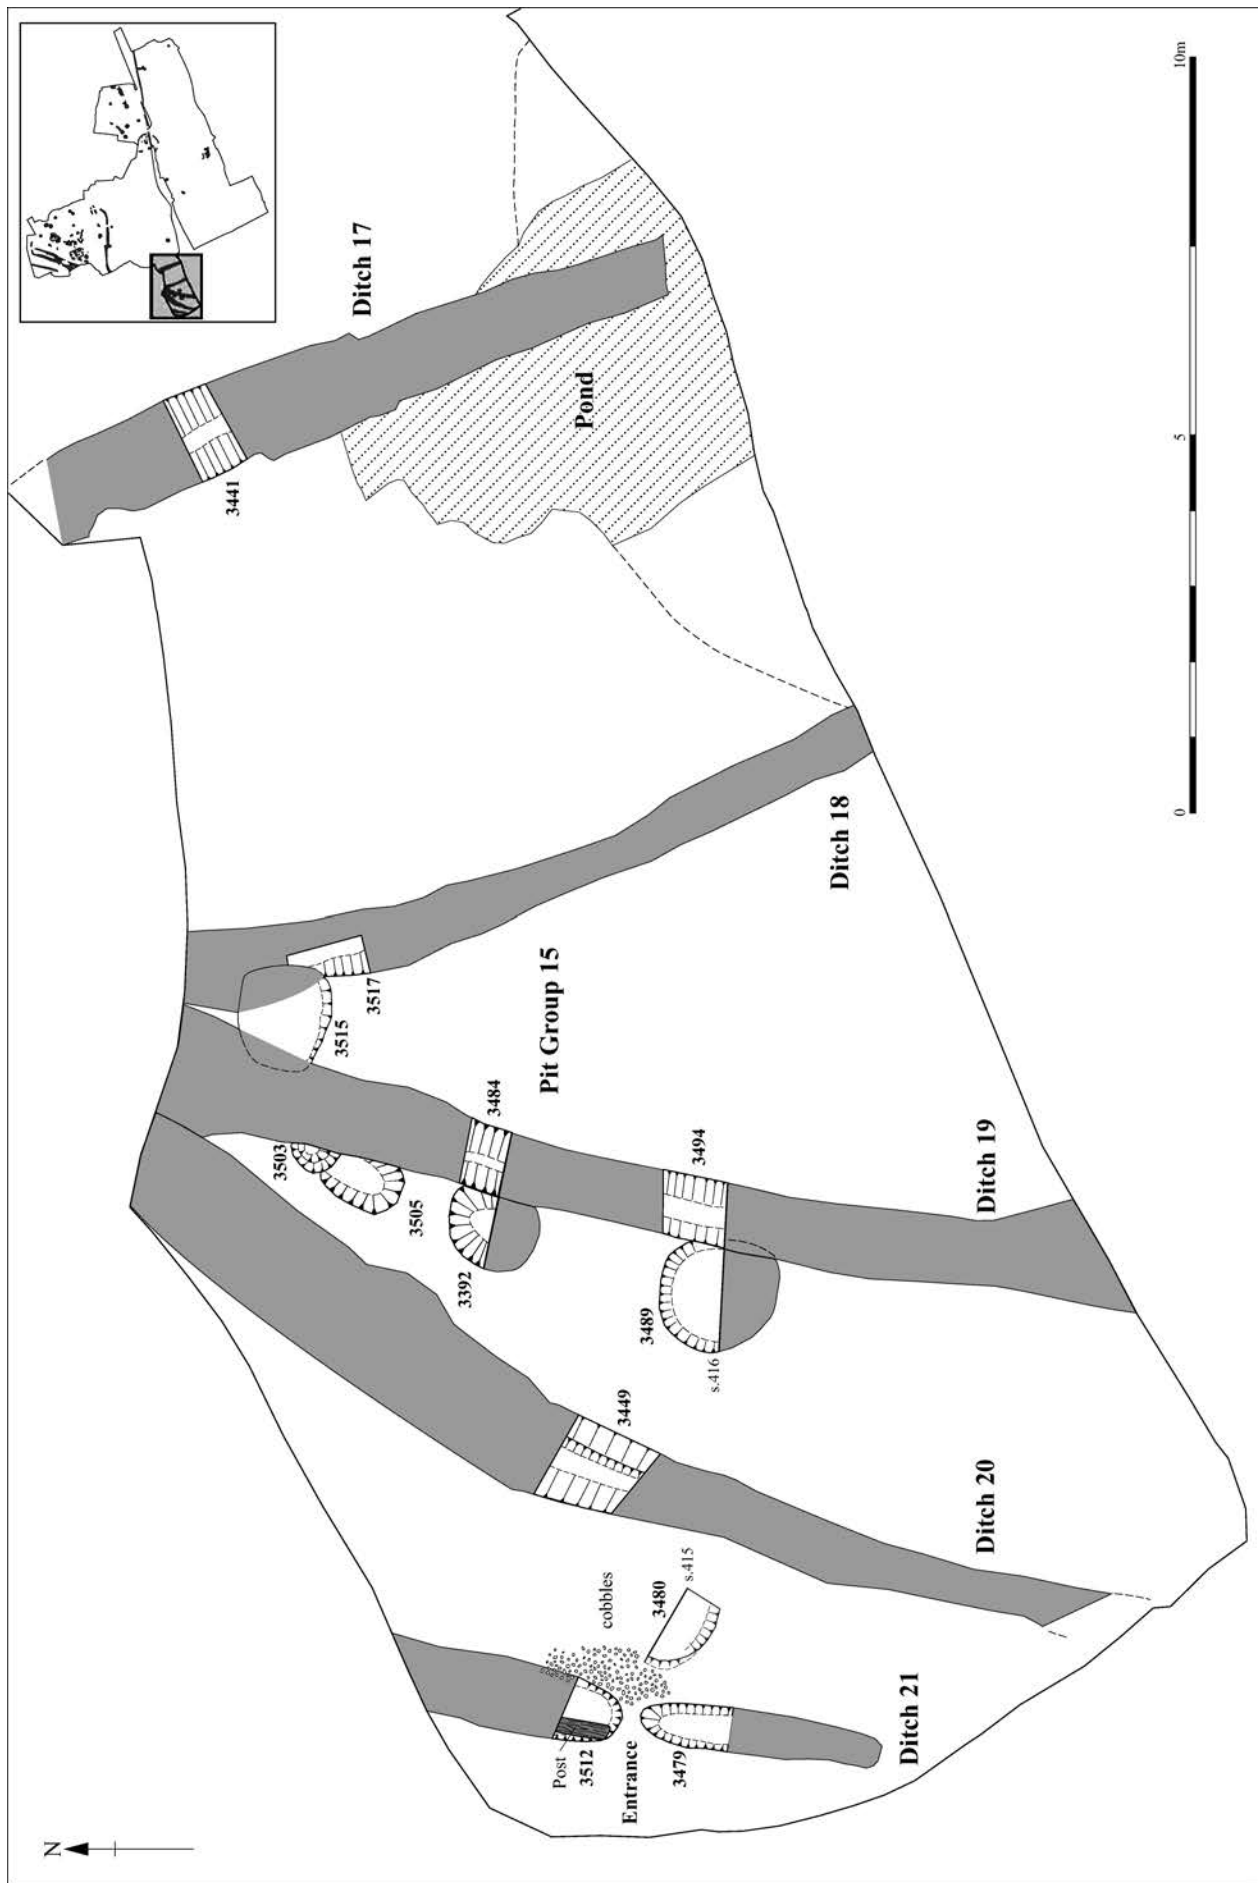 N
10m
5
0
Ditch 17
3441
Pond
Ditch 18
3517
3515
Pit Group 15
3484
3503
3505
3392
3494
3489
s.416
Ditch 19
3449
Ditch 20
cobbles
3480
s.415
Post
3512
Entrance
3479
Ditch 21